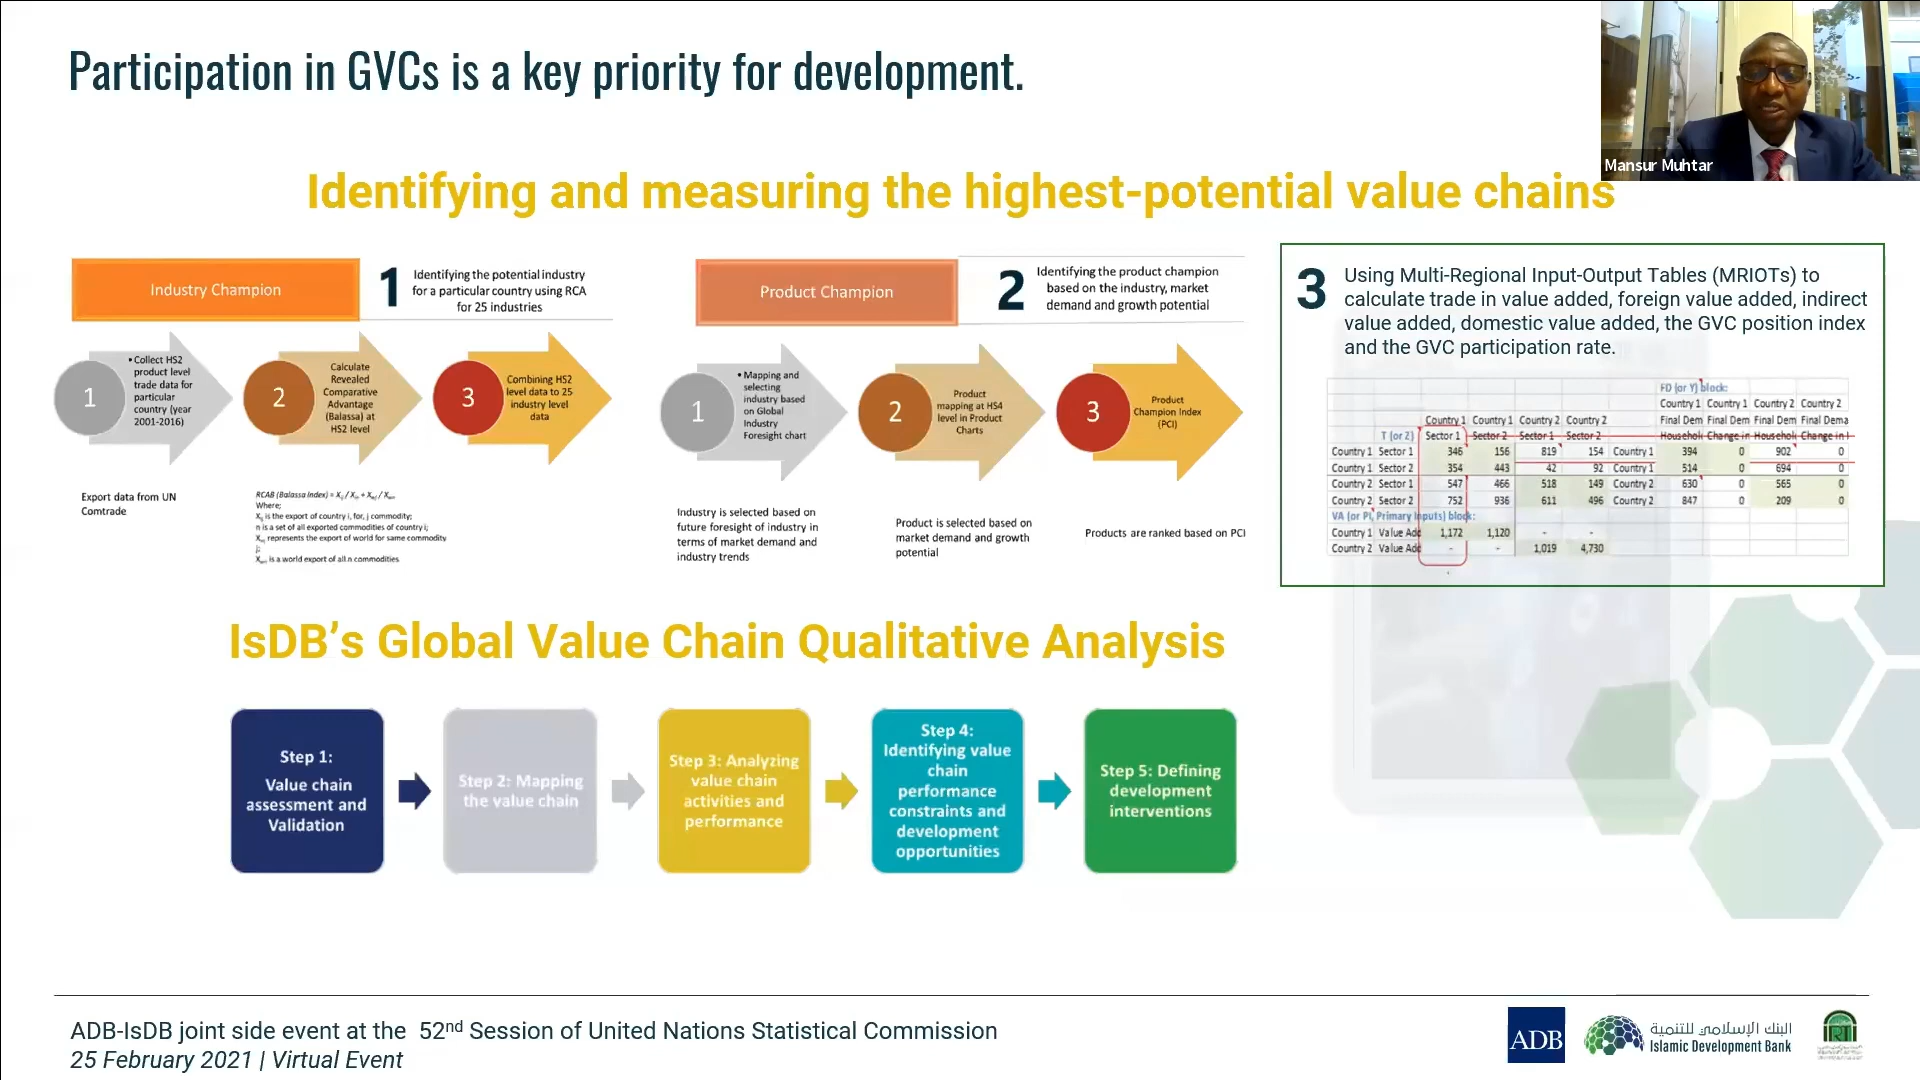 Participation in GVCs is a key priority for development.
Mansur Muhtar
Identifying and measuring the highest-potential value chains
Industry Champion
1
Identifying the potential industry
for a particular country using RCA
for 25 industries
1
• Collect HS2
product level
trade data for
particular
country (year
2001-2016)
2
Calculate
Revealed
Comparative
Advantage
(Balassa) at
HS2 level
3
Combining HS2
level data to 25
industry level
data
Export data from UN
Comtrade
RCAB (Balassa Index) =
Where;
is the export of country i, for, j commodity;
n is a set of all exported commodities of country i;
represents the export of world for same commodity
j;
is a world export of all n commodities
Product Champion
2
Identifying the product champion
based on the industry, market
demand and growth potential
1
• Mapping and
selecting
industry based
on Global
Industry
Foresight chart
2
Product
mapping at HS4
level in Product
Charts
3
Product
Champion Index
(PCI)
Industry is selected based on
future foresight of industry in
terms of market demand and
industry trends
Product is selected based on
market demand and growth
potential
Products are ranked based on PCI
3
Using Multi-Regional Input-Output Tables (MRIOTs) to
calculate trade in value added, foreign value added, indirect
value added, domestic value added, the GVC position index
and the GVC participation rate.
FD (or Y) block:
Country 1 Country 1 Country 2 Country 2
Country 1 Country 1 Country 2 Country 2 Final Dem Final Dem Final Dem Final Dema
T (or Z) Sector 1 Sector 2 Sector 1 Sector 2 Househol Change in Househol Change in
Country 1 Sector 1 346 156 819 154 Country 1 394 0 902 0
Country 1 Sector 2 354 443 42 92 Country 1 514 0 694 0
Country 2 Sector 1 547 466 518 149 Country 2 630 0 565 0
Country 2 Sector 2 752 936 611 496 Country 2 847 0 209 0
VA (or PI, Primary Inputs) block:
Country 1 Value Add 1,172 1,120 - -
Country 2 Value Add - - 1,019 4,730
IsDB’s Global Value Chain Qualitative Analysis
Step 1:
Value chain
assessment and
Validation
Step 2: Mapping
the value chain
Step 3: Analyzing
value chain
activities and
performance
Step 4:
Identifying value
chain
performance
constraints and
development
opportunities
Step 5: Defining
development
interventions
ADB-IsDB joint side event at the 52nd Session of United Nations Statistical Commission
25 February 2021 | Virtual Event
ADB
البنك الإسلامي للتنمية
Islamic Development Bank